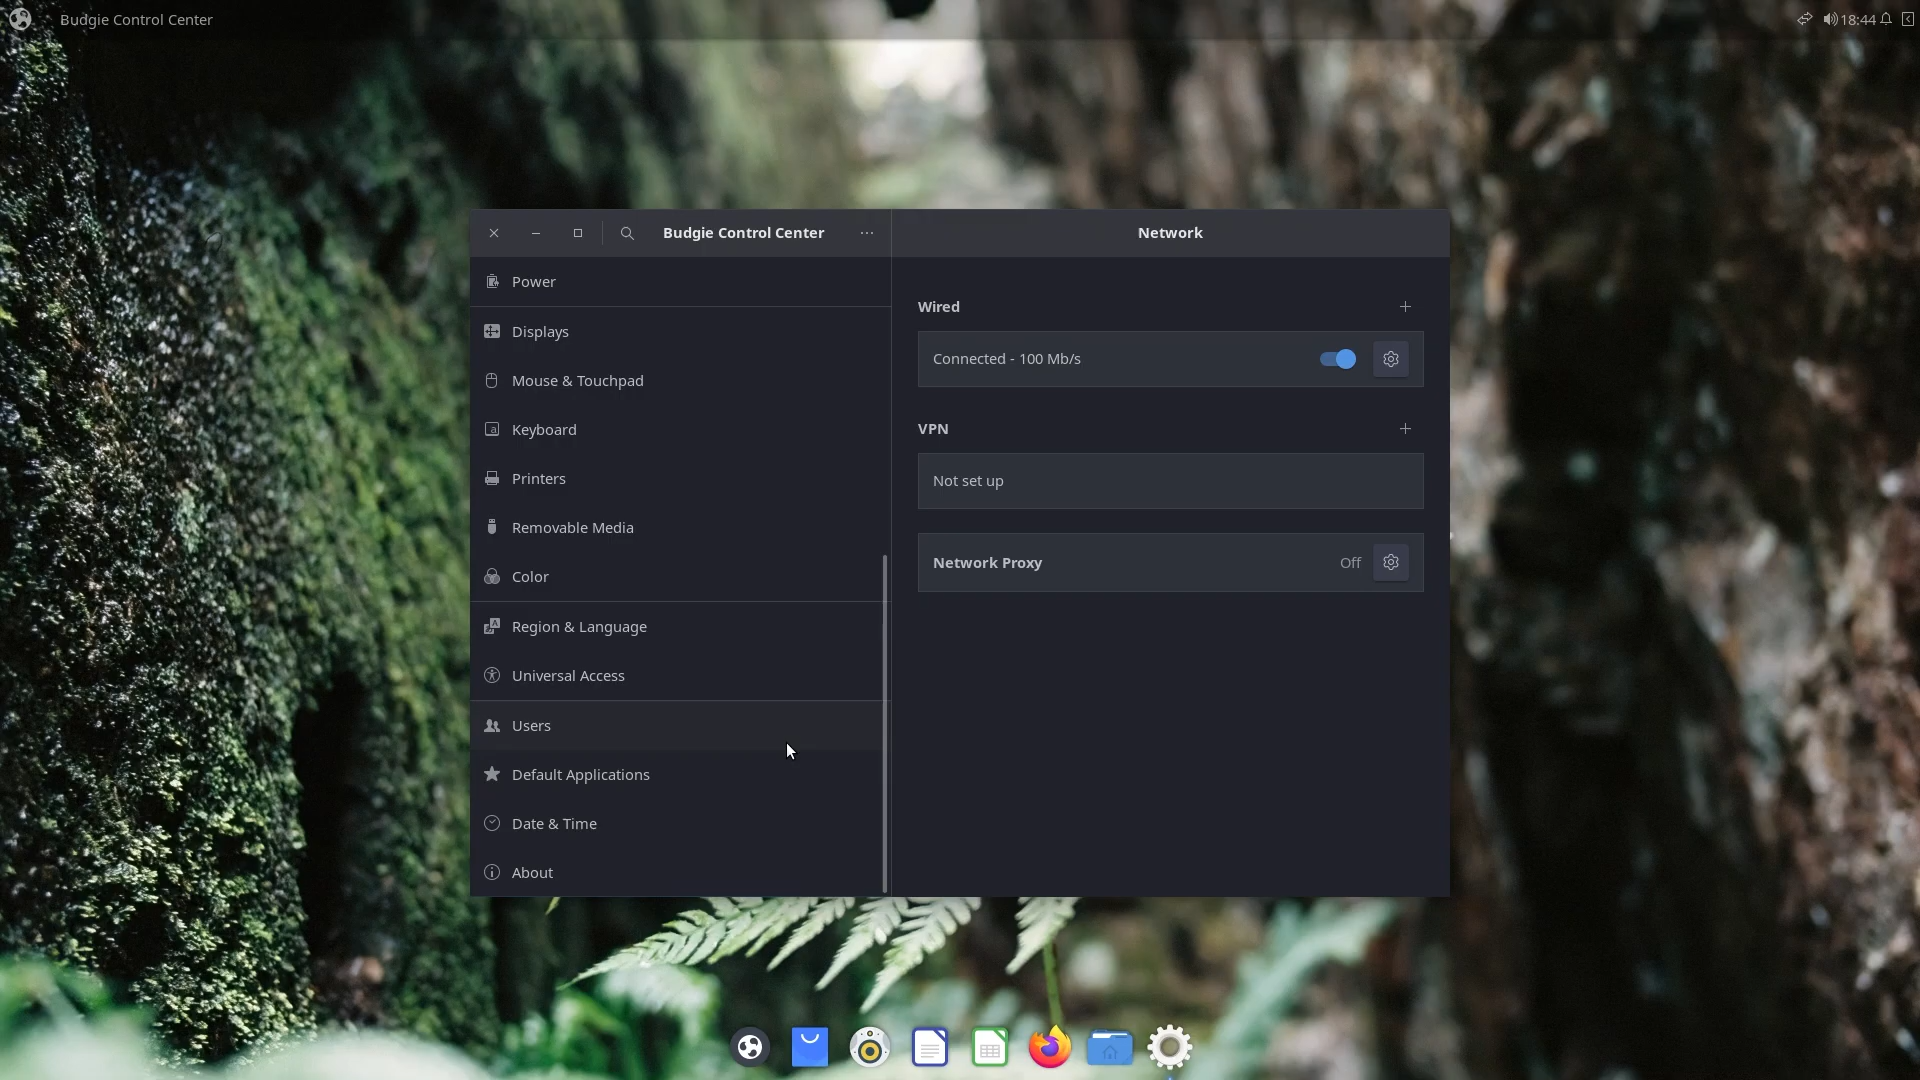 Budgie Control Center
18:44
Budgie Control Center
Network
Power
Displays
Mouse & Touchpad
Keyboard
Printers
Removable Media
Color
Region & Language
Universal Access
Users
Default Applications
Date & Time
About
Wired
Connected - 100 Mb/s
VPN
Not set up
Network Proxy
Off